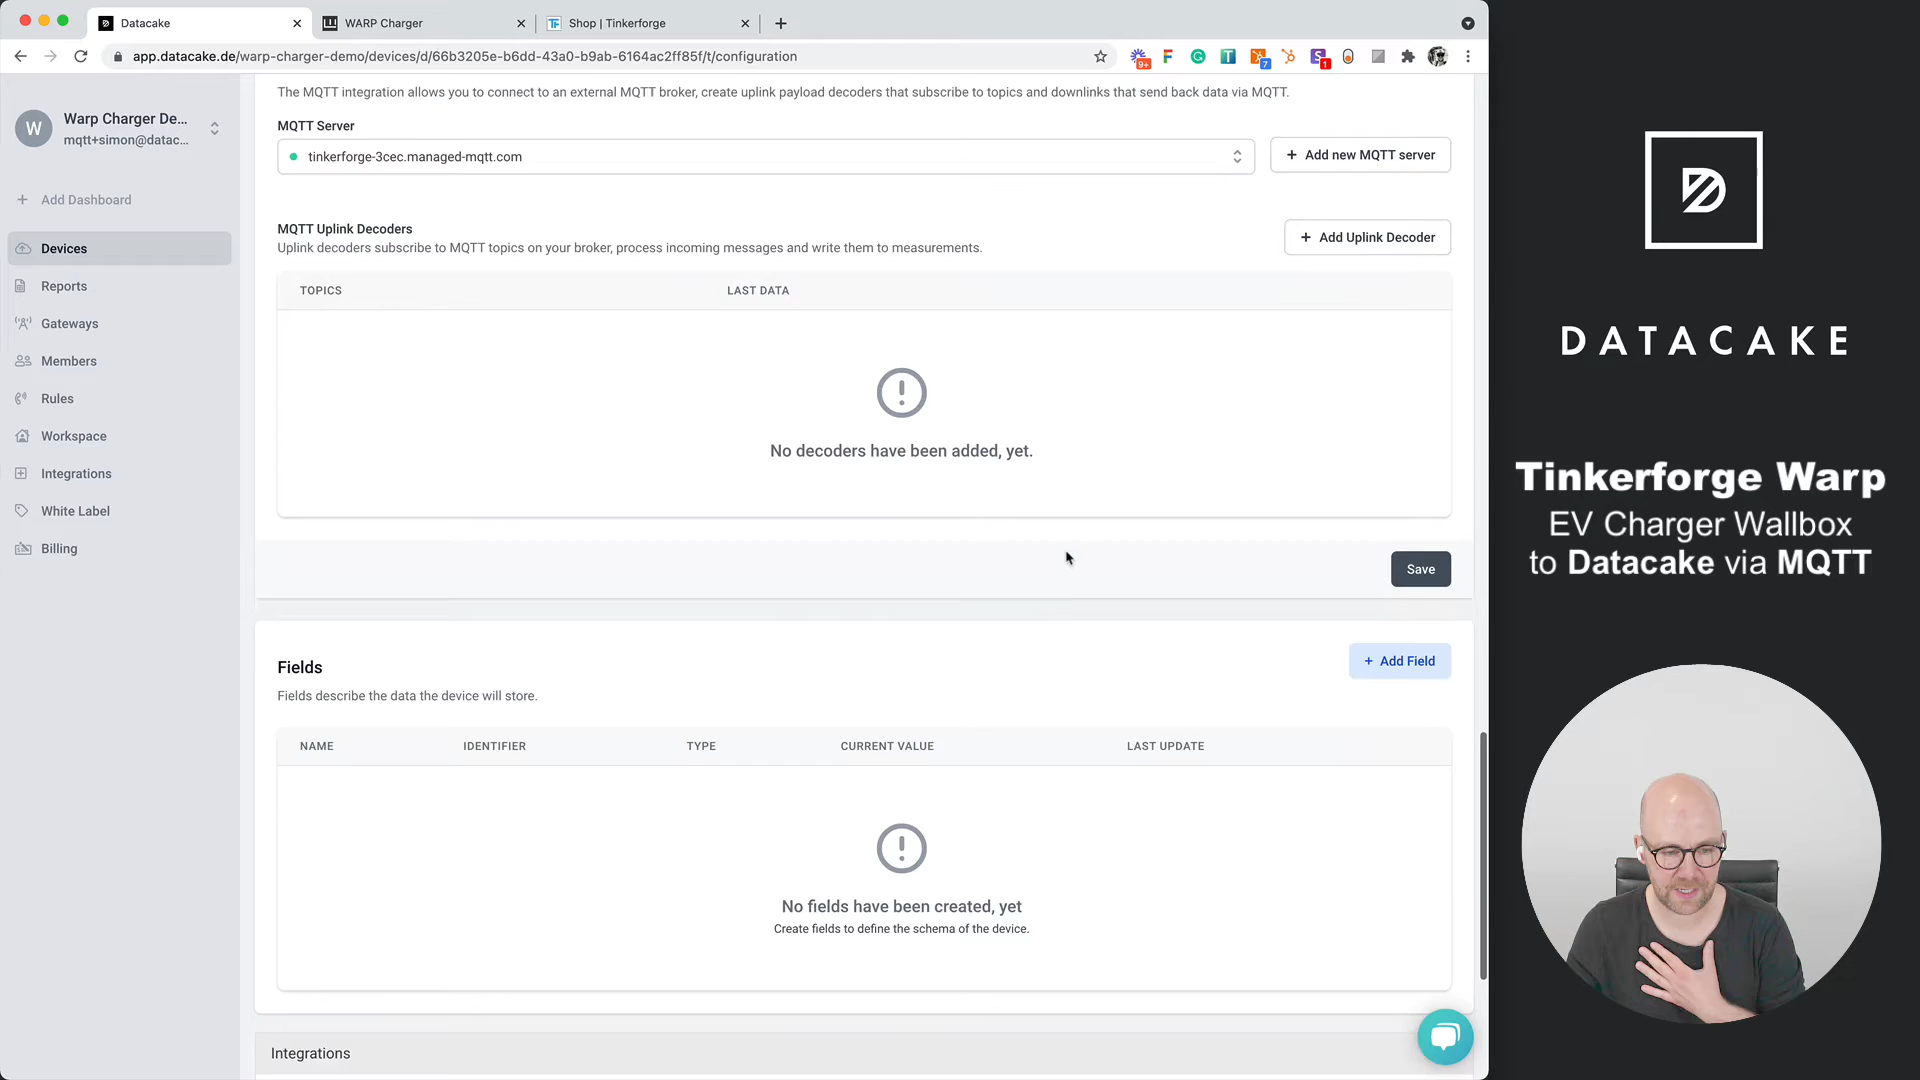 Datacake
WARP Charger
Shop | Tinkerforge
app.datacake.de/warp-charger-demo/devices/d/66b3205e-b6dd-43a0-b9ab-6164ac2ff85f/t/configuration
9+
7
1
W
Warp Charger De...
mqtt+simon@datac...
Add Dashboard
Devices
Reports
Gateways
Members
Rules
Workspace
Integrations
White Label
Billing
The MQTT integration allows you to connect to an external MQTT broker, create uplink payload decoders that subscribe to topics and downlinks that send back data via MQTT.
MQTT Server
tinkerforge-3cec.managed-mqtt.com
+ Add new MQTT server
MQTT Uplink Decoders
Uplink decoders subscribe to MQTT topics on your broker, process incoming messages and write them to measurements.
+ Add Uplink Decoder
TOPICS LAST DATA
No decoders have been added, yet.
Save
Fields
+ Add Field
Fields describe the data the device will store.
NAME IDENTIFIER TYPE CURRENT VALUE LAST UPDATE
No fields have been created, yet
Create fields to define the schema of the device.
Integrations
DATACAKE
Tinkerforge Warp
EV Charger Wallbox
to Datacake via MQTT